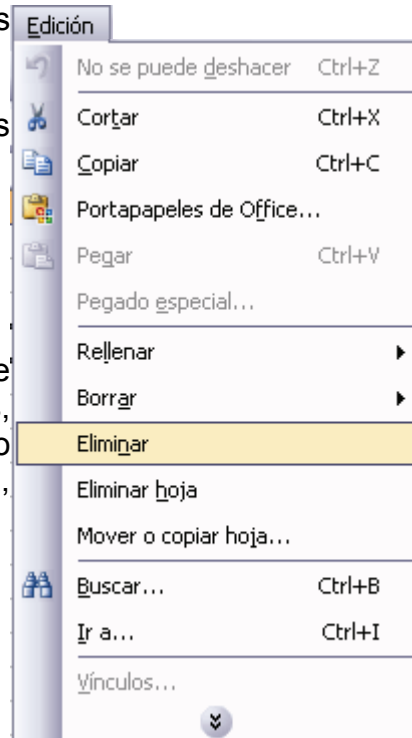 s
Edición
No se puede deshacer Ctrl+Z
s
Cortar Ctrl+X
Copiar Ctrl+C
Portapapeles de Office...
Pegar Ctrl+V
Pegado especial...
.
Rellenar
e
Borrar
,
o
Eliminar
,
Eliminar hoja
Mover o copiar hoja...
Buscar... Ctrl+B
Ir a... Ctrl+I
Vínculos...